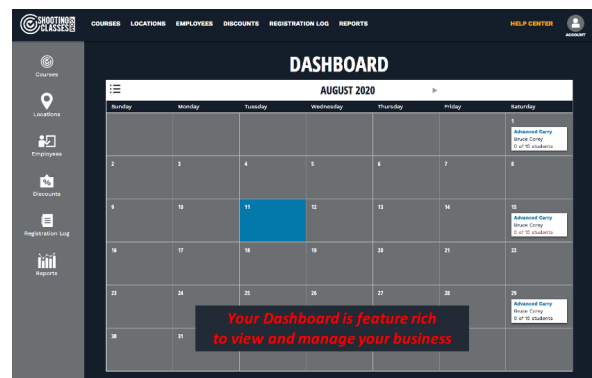 SHOOTING
CLASSES
COURSES LOCATIONS EMPLOYEES DISCOUNTS REGISTRATION LOG REPORTS
HELP CENTER
ACCOUNT
Courses
Locations
Employees
Discounts
Registration Log
Reports
DASHBOARD
AUGUST 2020
Sunday Monday Tuesday Wednesday Thursday Friday Saturday
1
Advanced Carry
Bruce Corey
0 of 10 students
2 3 4 5 6 7 8
9 10 11 12 13 14 15
Advanced Carry
Bruce Corey
0 of 10 students
16 17 18 19 20 21 22
23 24 25 26 27 28 29
Advanced Carry
Bruce Corey
0 of 10 students
30 31
Your Dashboard is feature rich
to view and manage your business